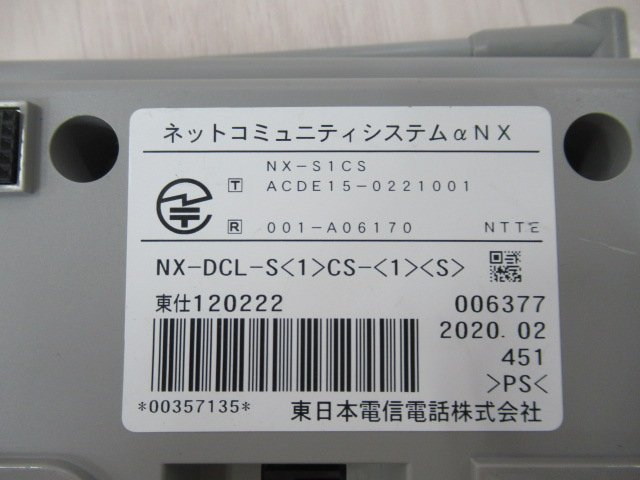 ネットコミュニティシステムαNX
NX-S1CS
T ACDE15-0221001
R 001-A06170 NTTE
NX-DCL-S<1>CS-<1><S>
東仕120222 006377
2020.02
451
>PS<
*00357135* 東日本電信電話株式会社